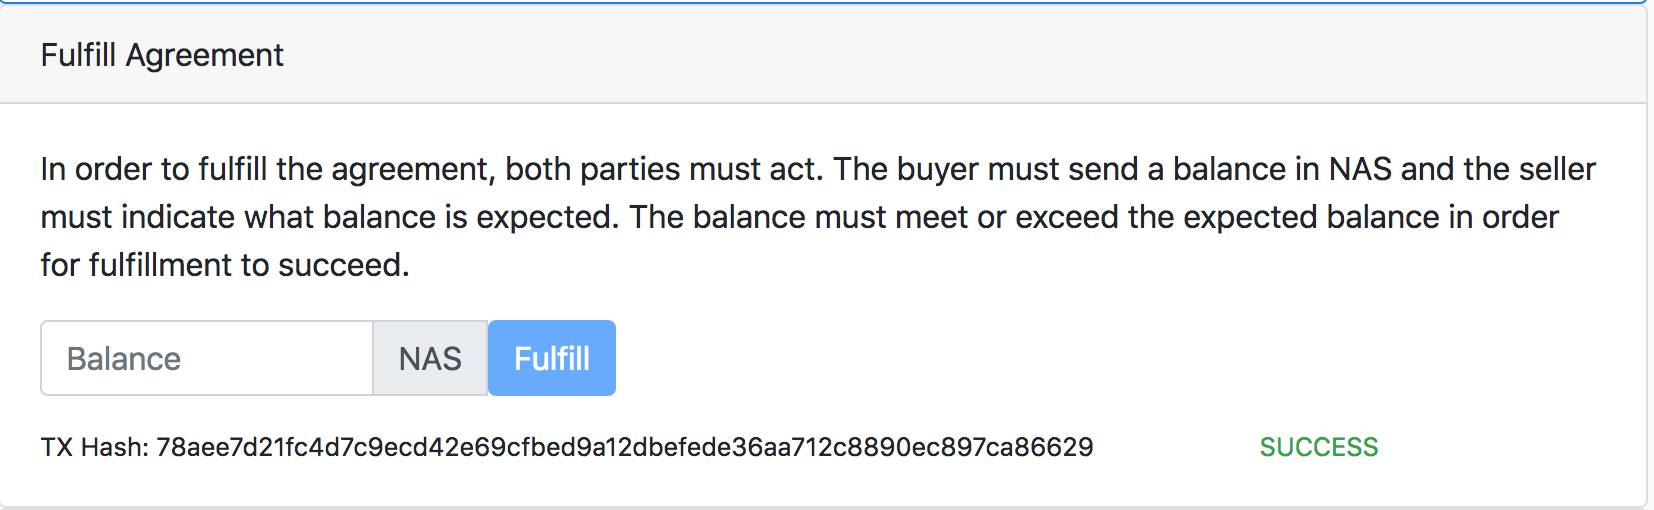 Fulfill Agreement
In order to fulfill the agreement, both parties must act. The buyer must send a balance in NAS and the seller
must indicate what balance is expected. The balance must meet or exceed the expected balance in order
for fulfillment to succeed.
Balance NAS Fulfill
TX Hash: 78aee7d21fc4d7c9ecd42e69cfbed9a12dbefede36aa712c8890ec897ca86629 SUCCESS